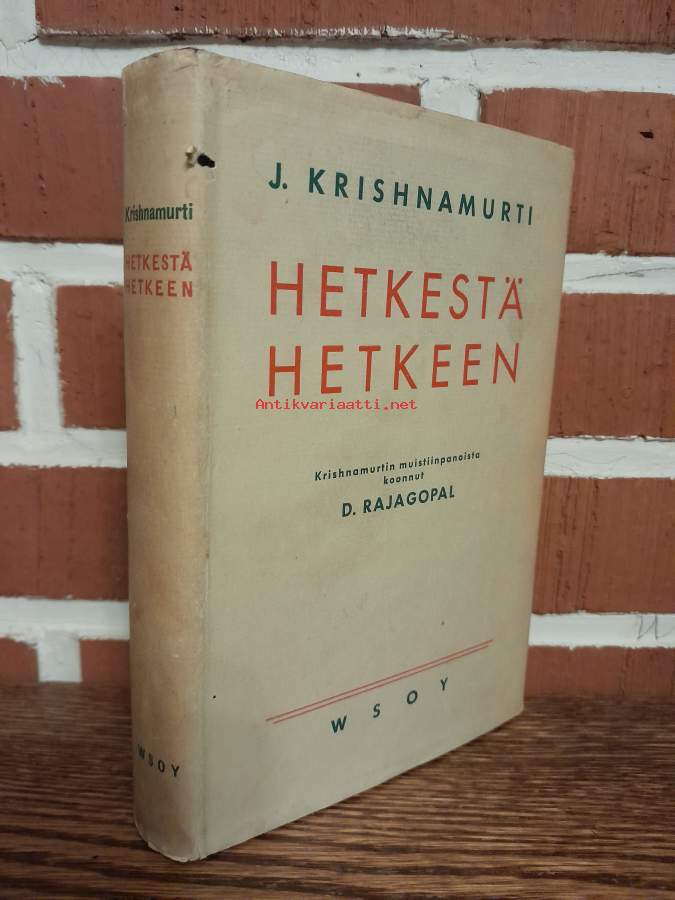 Krishnamurti
HETKESTÄ
HETKEEN
WSOY
J. KRISHNAMURTI
HETKESTÄ
HETKEEN
Antikvariaatti.net
Krishnamurtin muistiinpanoista
koonnut
D. RAJAGOPAL
WSOY